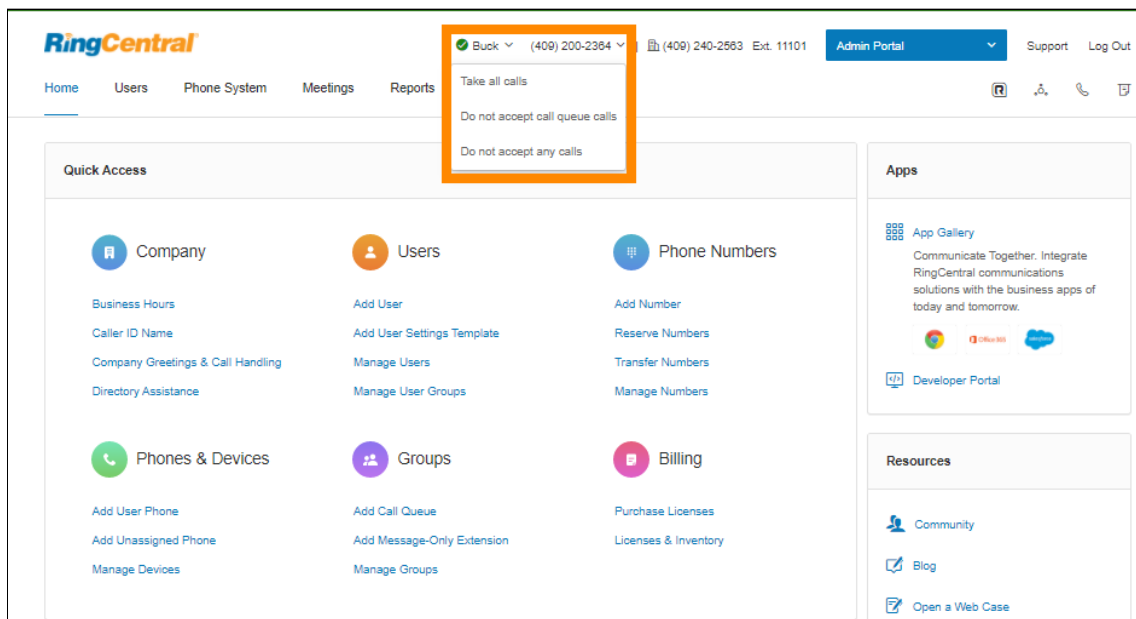 RingCentral
Buck (409) 200-2364 | (409) 240-2563 Ext. 11101 Admin Portal Support Log Out
Home Users Phone System Meetings Reports
Take all calls
Do not accept call queue calls
Do not accept any calls
Quick Access
Company
Business Hours
Caller ID Name
Company Greetings & Call Handling
Directory Assistance
Users
Add User
Add User Settings Template
Manage Users
Manage User Groups
Phone Numbers
Add Number
Reserve Numbers
Transfer Numbers
Manage Numbers
Phones & Devices
Add User Phone
Add Unassigned Phone
Manage Devices
Groups
Add Call Queue
Add Message-Only Extension
Manage Groups
Billing
Purchase Licenses
Licenses & Inventory
Apps
App Gallery
Communicate Together. Integrate
RingCentral communications
solutions with the business apps of
today and tomorrow.
Office 365
salesforce
Developer Portal
Resources
Community
Blog
Open a Web Case